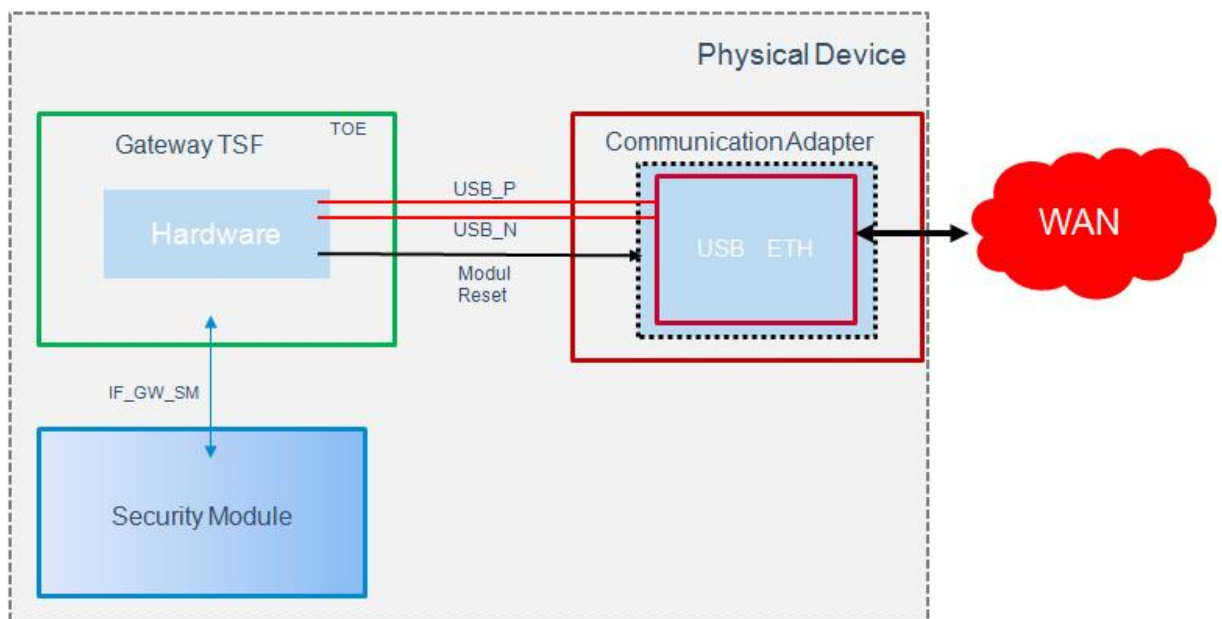 Physical Device
TOE
Gateway TSF
Communication Adapter
Hardware
USB_P
USB_N
Modul
Reset
USB ETH
WAN
IF_GW_SM
Security Module